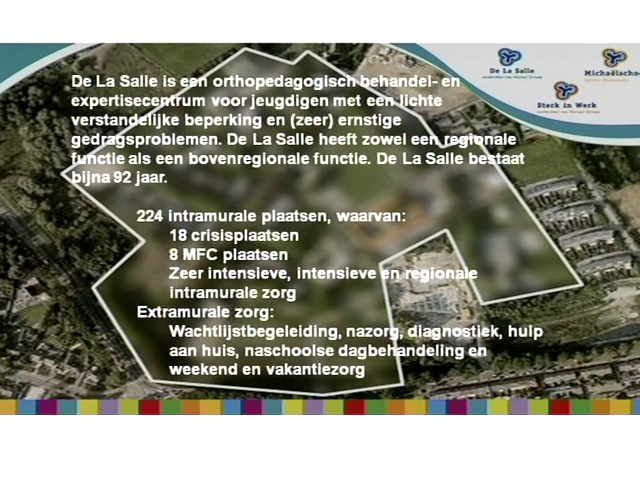 De La Salle
Michaëlschoo
Sterk in Werk
De La Salle is een orthopedagogisch behandel- en
expertisecentrum voor jeugdigen met een lichte
verstandelijke beperking en (zeer) ernstige
gedragsproblemen. De La Salle heeft zowel een regionale
functie als een bovenregionale functie. De La Salle bestaat
bijna 92 jaar.
224 intramurale plaatsen, waarvan:
18 crisisplaatsen
8 MFC plaatsen
Zeer intensieve, intensieve en regionale
intramurale zorg
Extramurale zorg:
Wachtlijstbegeleiding, nazorg, diagnostiek, hulp
aan huis, naschoolse dagbehandeling en
weekend en vakantiezorg